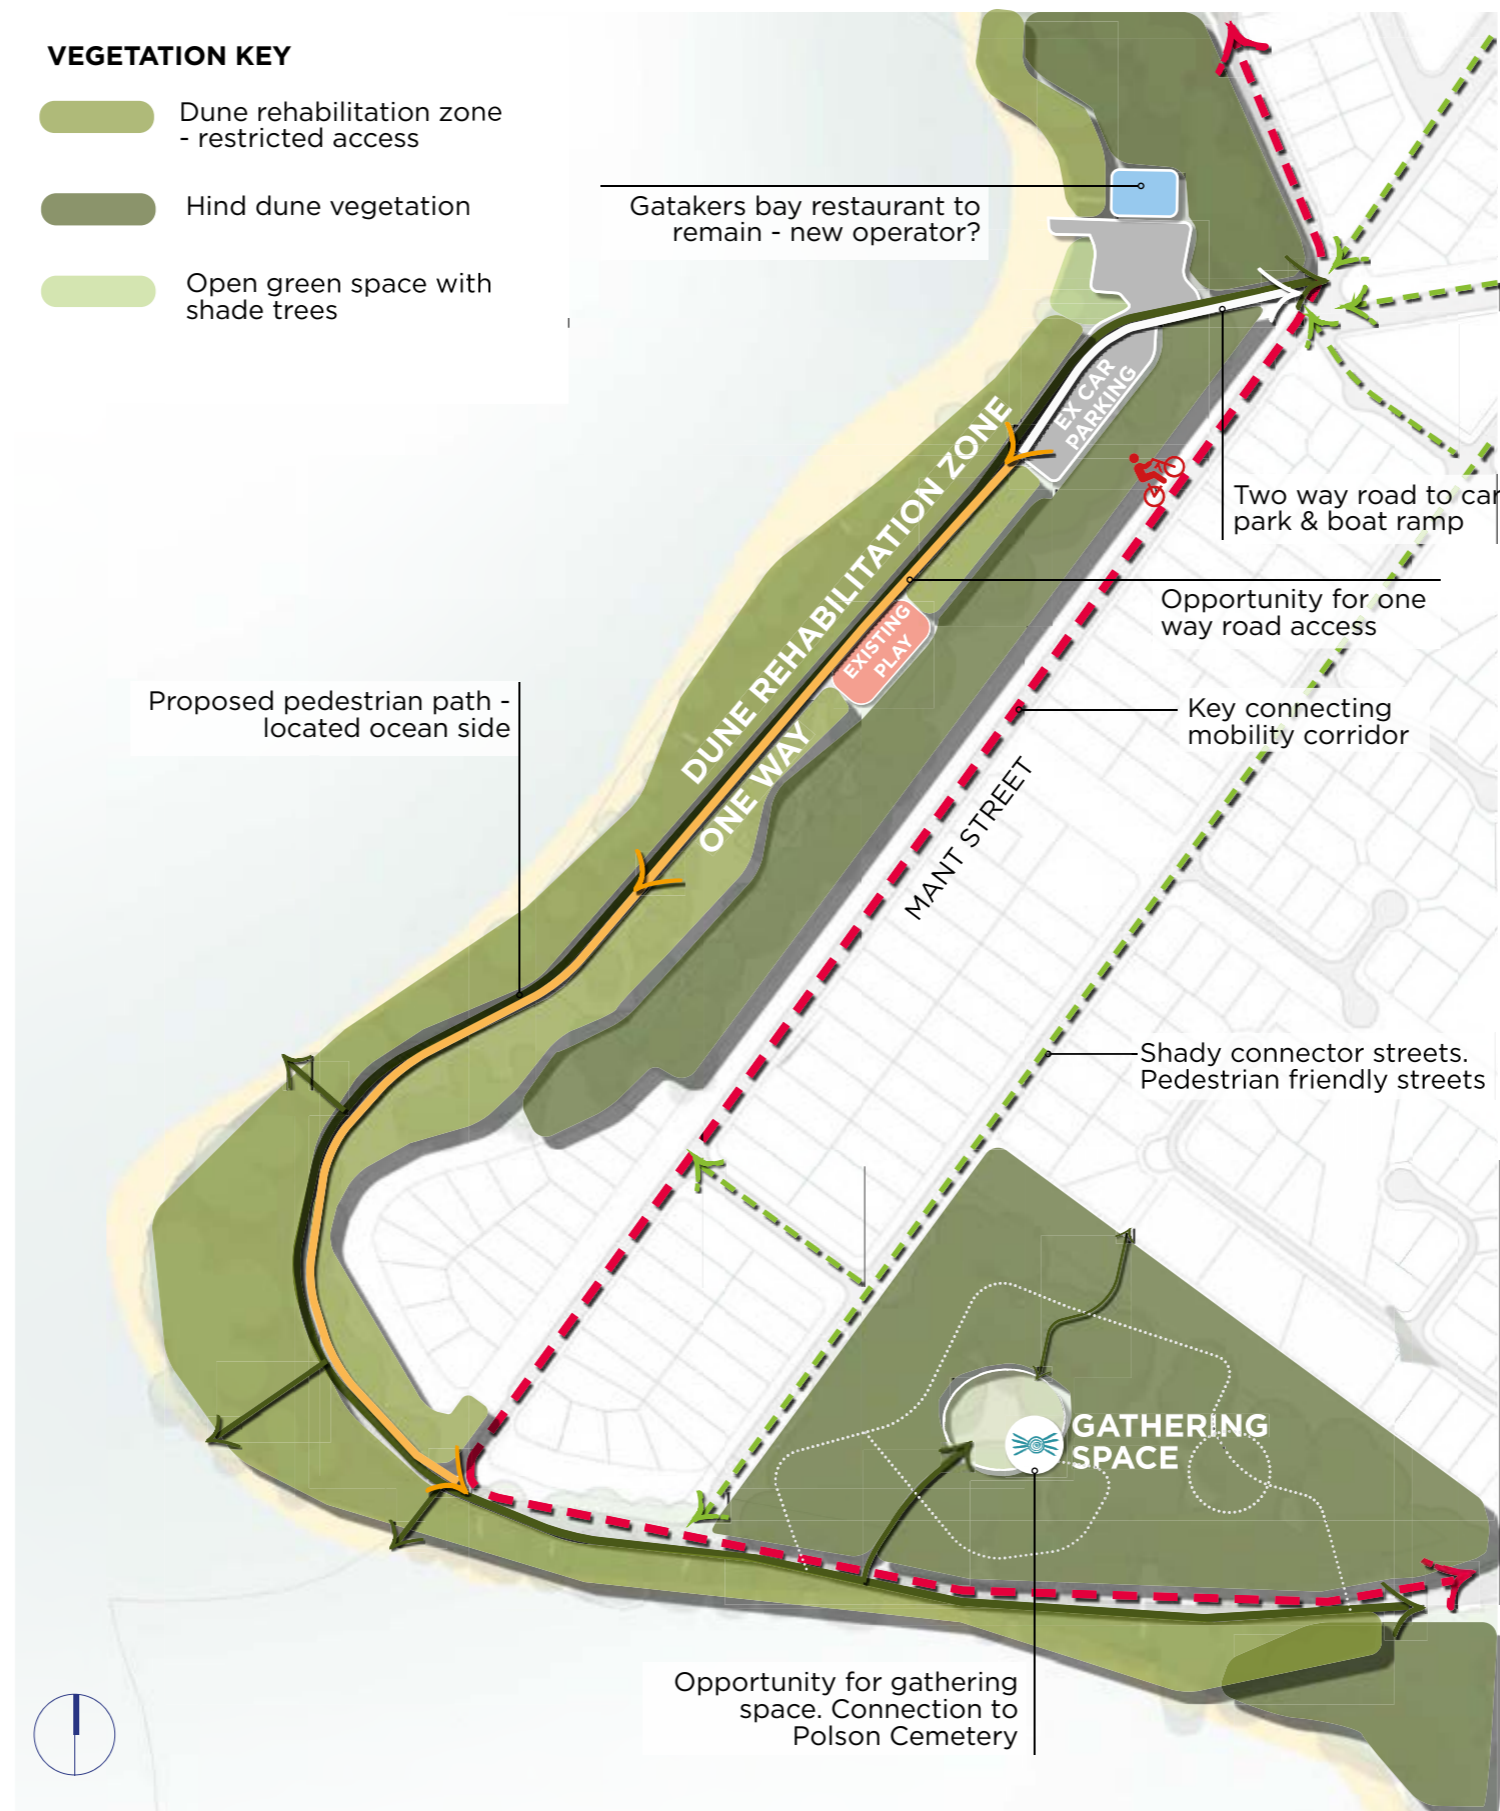 VEGETATION KEY
Dune rehabilitation zone
- restricted access
Hind dune vegetation
Open green space with
shade trees
Gatakers bay restaurant to
remain - new operator?
EX CAR
PARKING
DUNE REHABILITATION ZONE
Two way road to car
park & boat ramp
Opportunity for one
way road access
EXISTING
PLAY
Proposed pedestrian path -
located ocean side
ONE WAY
Key connecting
mobility corridor
MANT STREET
Shady connector streets.
Pedestrian friendly streets
GATHERING
SPACE
Opportunity for gathering
space. Connection to
Polson Cemetery